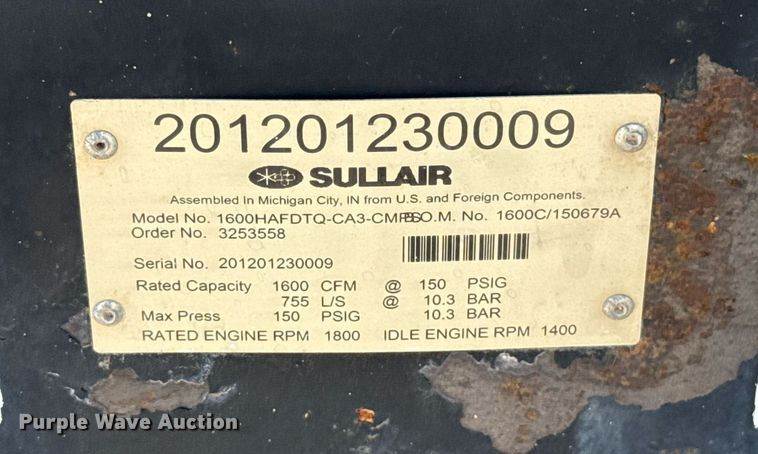 201201230009
SULLAIR
Assembled In Michigan City, IN from U.S. and Foreign Components.
Model No. 1600HAFDTQ-CA3-CMPS B.O.M. No. 1600C/150679A
Order No. 3253558
Serial No. 201201230009
Rated Capacity 1600 CFM @ 150 PSIG
755 L/S @ 10.3 BAR
Max Press 150 PSIG 10.3 BAR
RATED ENGINE RPM 1800 IDLE ENGINE RPM 1400
Purple Wave Auction